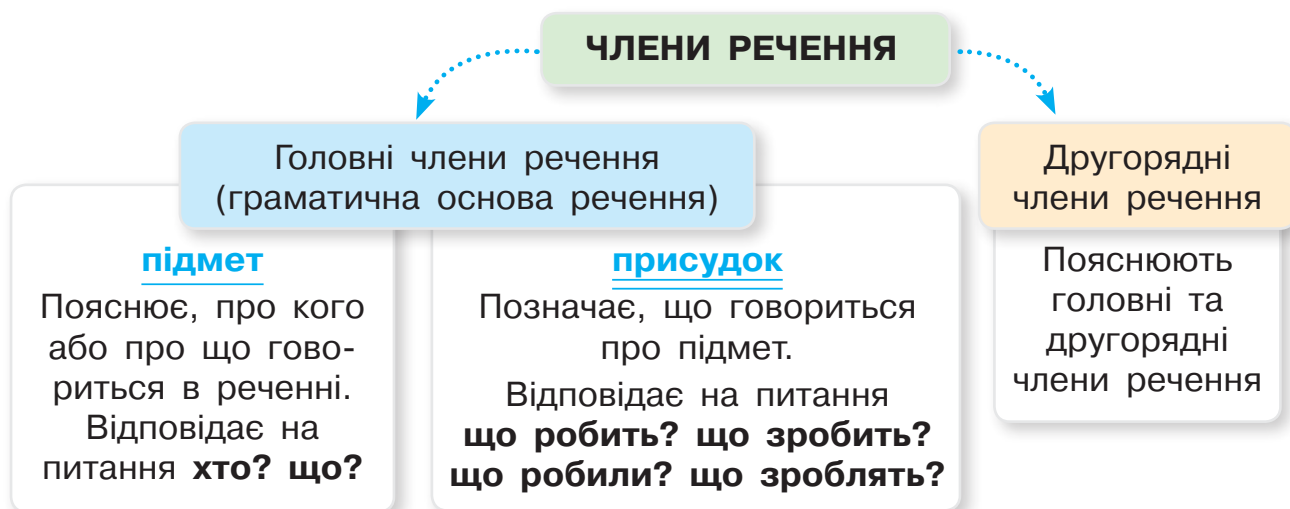 ЧЛЕНИ РЕЧЕННЯ
Головні члени речення
(граматична основа речення)
підмет
Пояснює, про кого
або про що гово-
риться в реченні.
Відповідає на
питання хто? що?
присудок
Позначає, що говориться
про підмет.
Відповідає на питання
що робить? що зробить?
що робили? що зроблять?
Другорядні
члени речення
Пояснюють
головні та
другорядні
члени речення